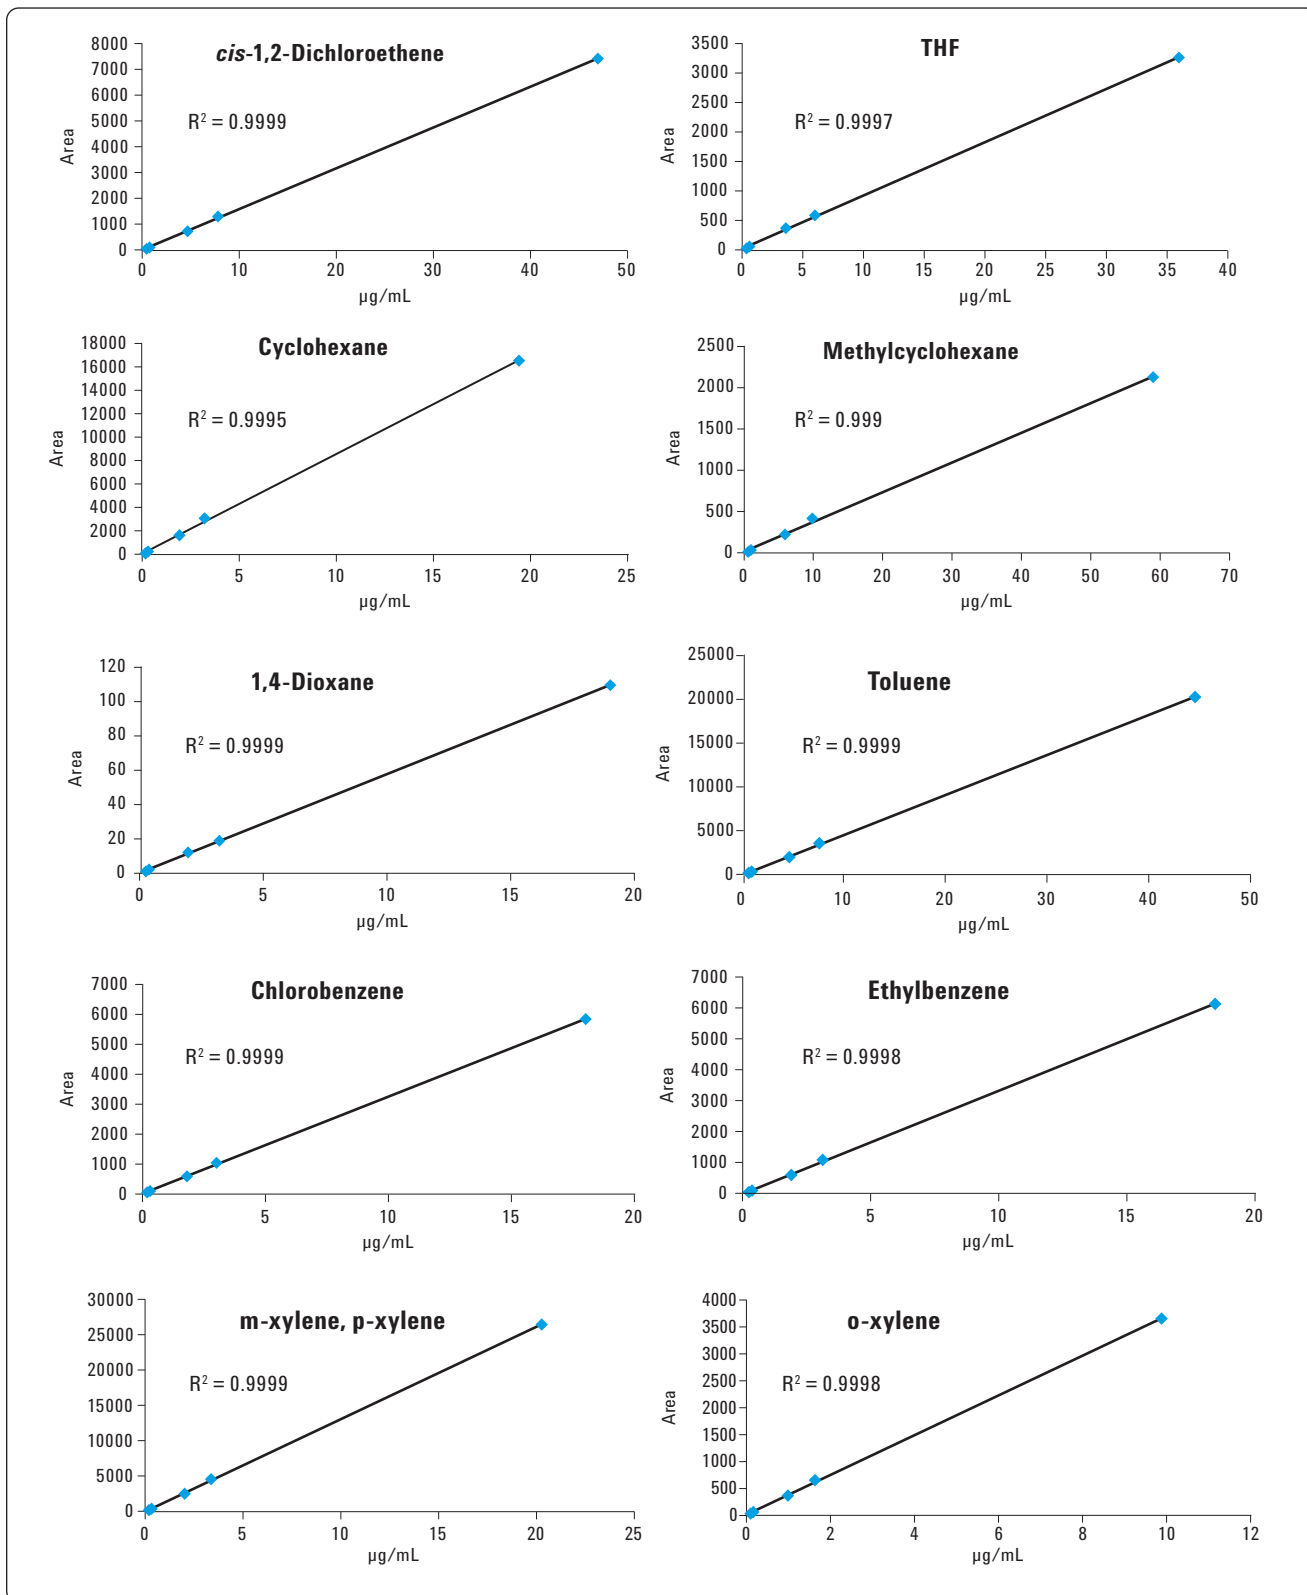 cis-1,2-Dichloroethene
R² = 0.9999
Area
8000
7000
6000
5000
4000
3000
2000
1000
0
0 10 20 30 40 50
µg/mL
THF
R² = 0.9997
Area
3500
3000
2500
2000
1500
1000
500
0
0 5 10 15 20 25 30 35 40
µg/mL
Cyclohexane
R² = 0.9995
Area
18000
16000
14000
12000
10000
8000
6000
4000
2000
0
0 5 10 15 20 25
µg/mL
Methylcyclohexane
R² = 0.999
Area
2500
2000
1500
1000
500
0
0 10 20 30 40 50 60 70
µg/mL
1,4-Dioxane
R² = 0.9999
Area
120
100
80
60
40
20
0
0 5 10 15 20
µg/mL
Toluene
R² = 0.9999
Area
25000
20000
15000
10000
5000
0
0 10 20 30 40 50
µg/mL
Chlorobenzene
R² = 0.9999
Area
7000
6000
5000
4000
3000
2000
1000
0
0 5 10 15 20
µg/mL
Ethylbenzene
R² = 0.9998
Area
7000
6000
5000
4000
3000
2000
1000
0
0 5 10 15 20
µg/mL
m-xylene, p-xylene
R² = 0.9999
Area
30000
25000
20000
15000
10000
5000
0
0 5 10 15 20 25
µg/mL
o-xylene
R² = 0.9998
Area
4000
3500
3000
2500
2000
1500
1000
500
0
0 2 4 6 8 10 12
µg/mL